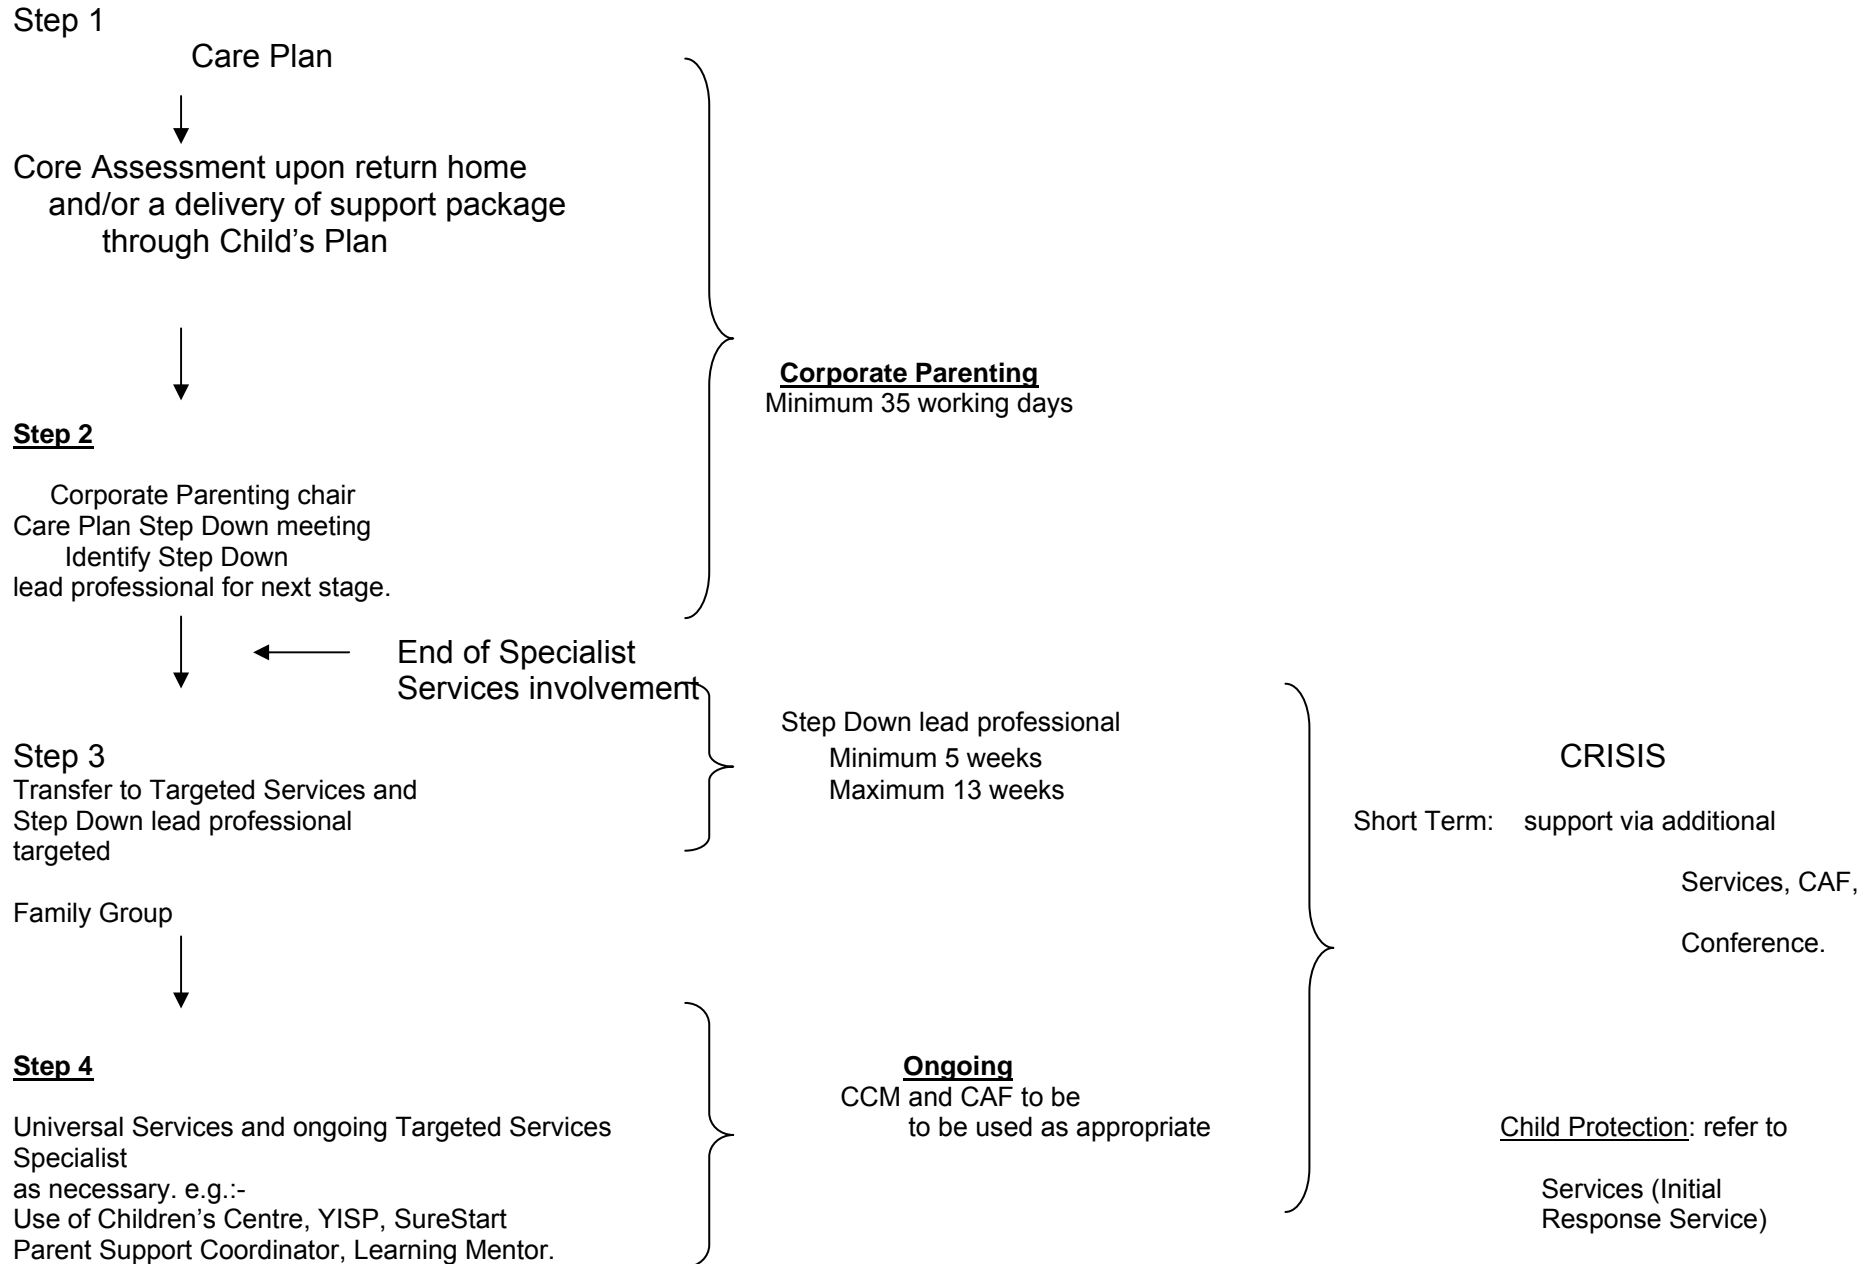 Step 1
Care Plan
Core Assessment upon return home
and/or a delivery of support package
through Child’s Plan
Corporate Parenting
Minimum 35 working days
Step 2
Corporate Parenting chair
Care Plan Step Down meeting
Identify Step Down
lead professional for next stage.
End of Specialist
Services involvement
Step Down lead professional
Minimum 5 weeks
Maximum 13 weeks
Step 3
Transfer to Targeted Services and
Step Down lead professional
targeted
Family Group
CRISIS
Short Term: support via additional
Services, CAF,
Conference.
Step 4
Universal Services and ongoing Targeted Services
Specialist
as necessary. e.g.:-
Use of Children’s Centre, YISP, SureStart
Parent Support Coordinator, Learning Mentor.
Ongoing
CCM and CAF to be
to be used as appropriate
Child Protection: refer to
Services (Initial
Response Service)